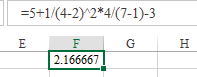 =5+1/(4-2)^2*4/(7-1)-3
E F G H
2.166667